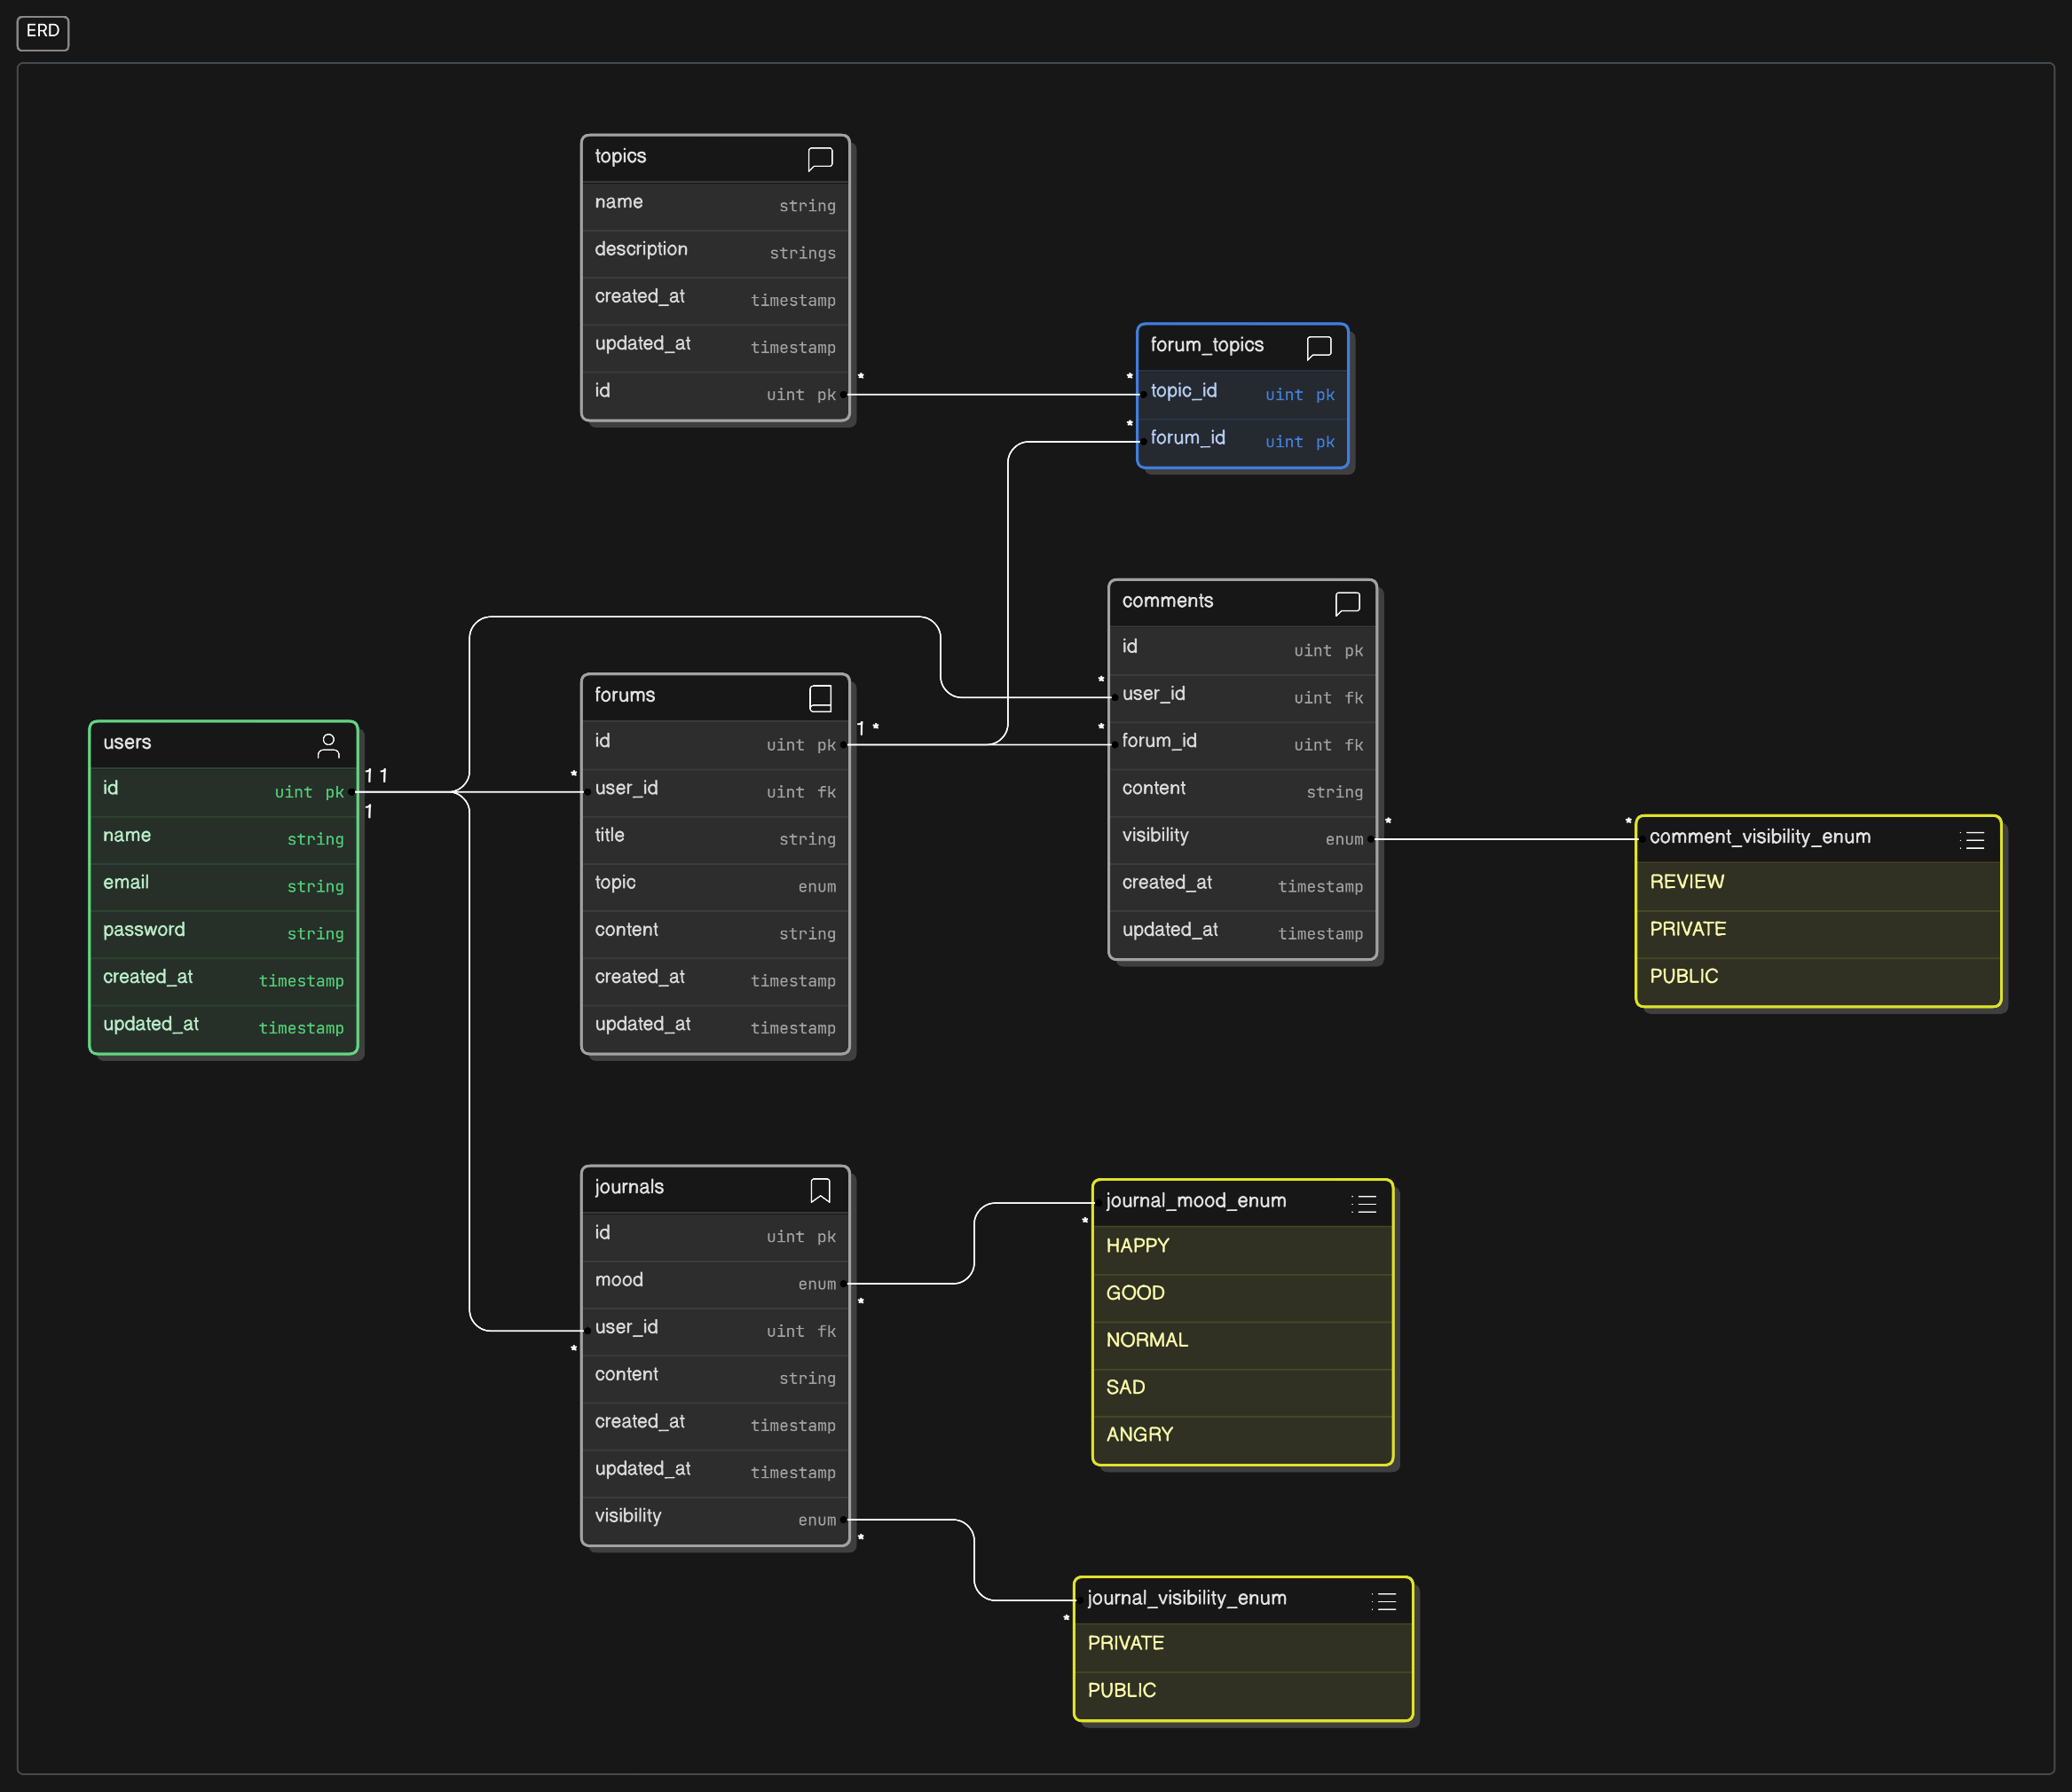 ERD
topics
name string
description strings
created_at timestamp
updated_at timestamp
id uint pk
*
*
forum_topics
topic_id uint pk
*
forum_id uint pk
comments
id uint pk
*
user_id uint fk
*
forum_id uint fk
content string
visibility enum
*
created_at timestamp
updated_at timestamp
forums
id uint pk
1 *
*
user_id uint fk
title string
topic enum
content string
created_at timestamp
updated_at timestamp
users
id uint pk
1 1
1
name string
email string
password string
created_at timestamp
updated_at timestamp
*
comment_visibility_enum
REVIEW
PRIVATE
PUBLIC
journals
id uint pk
mood enum
*
user_id uint fk
*
content string
created_at timestamp
updated_at timestamp
visibility enum
*
journal_mood_enum
*
HAPPY
GOOD
NORMAL
SAD
ANGRY
journal_visibility_enum
*
PRIVATE
PUBLIC